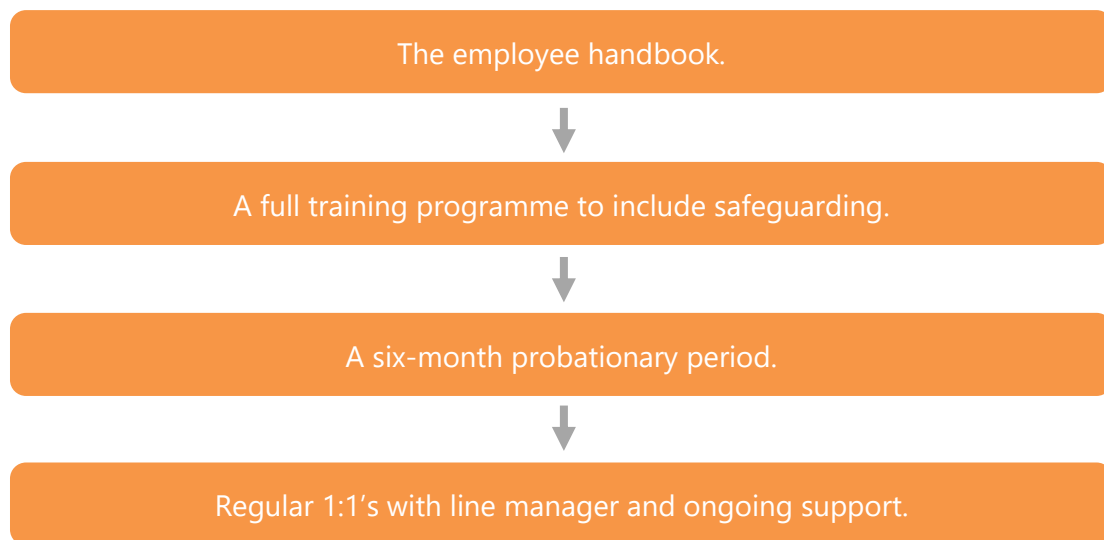 The employee handbook.
A full training programme to include safeguarding.
A six-month probationary period.
Regular 1:1’s with line manager and ongoing support.